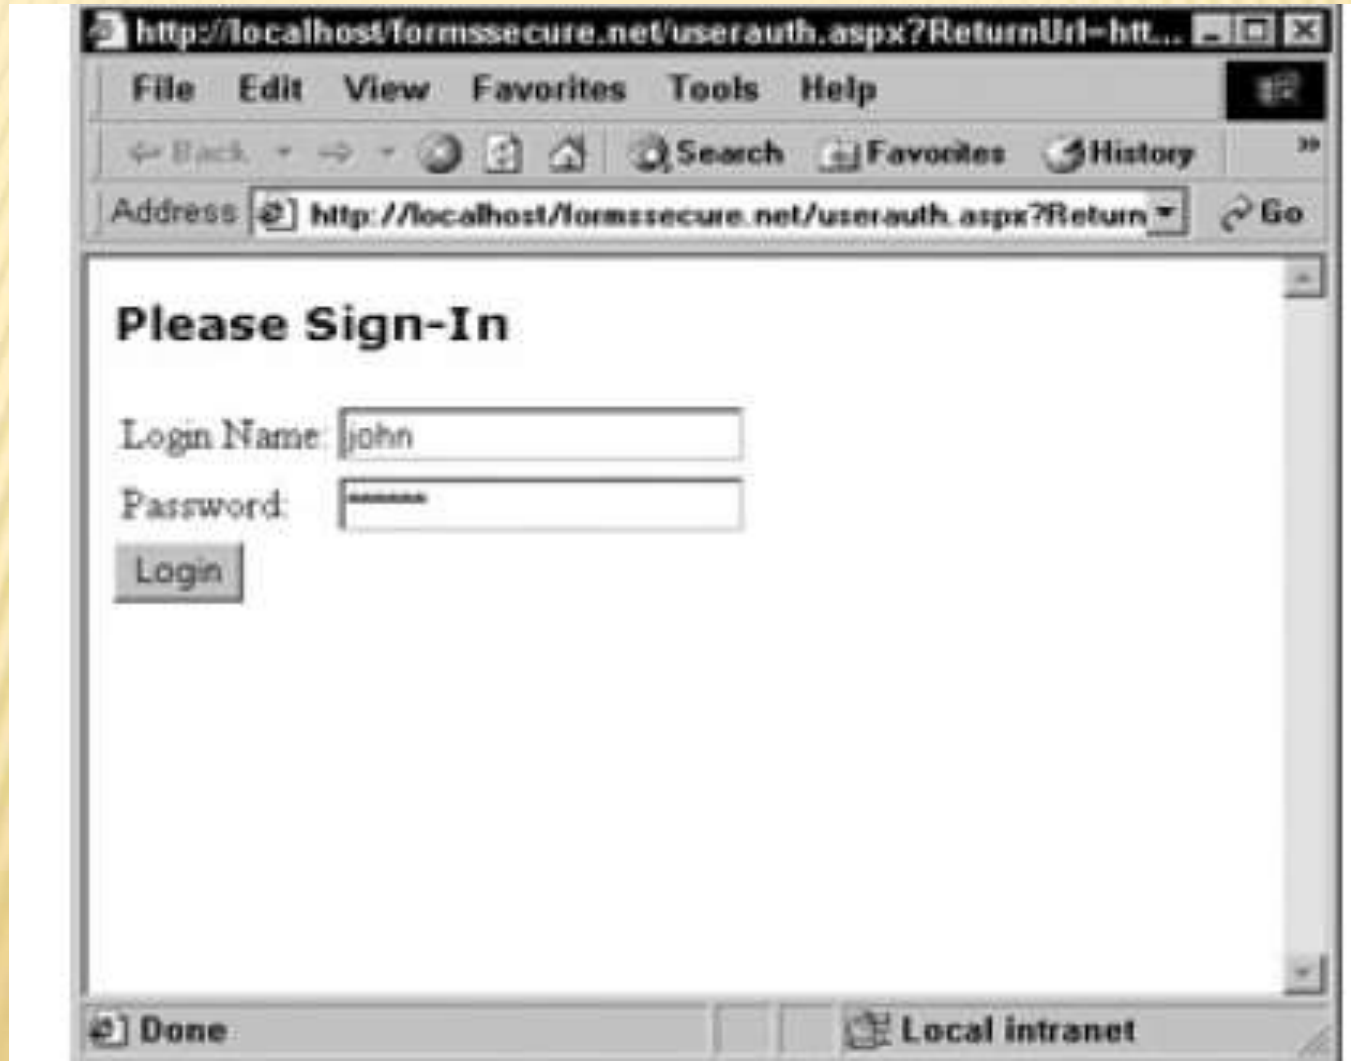 http://localhost/formssecure.net/userauth.aspx?ReturnUrl=htt...
File Edit View Favorites Tools Help
Back Search Favorites History »
Address http://localhost/formssecure.net/userauth.aspx?Return Go
Please Sign-In
Login Name: john
Password: ******
Login
Done Local intranet